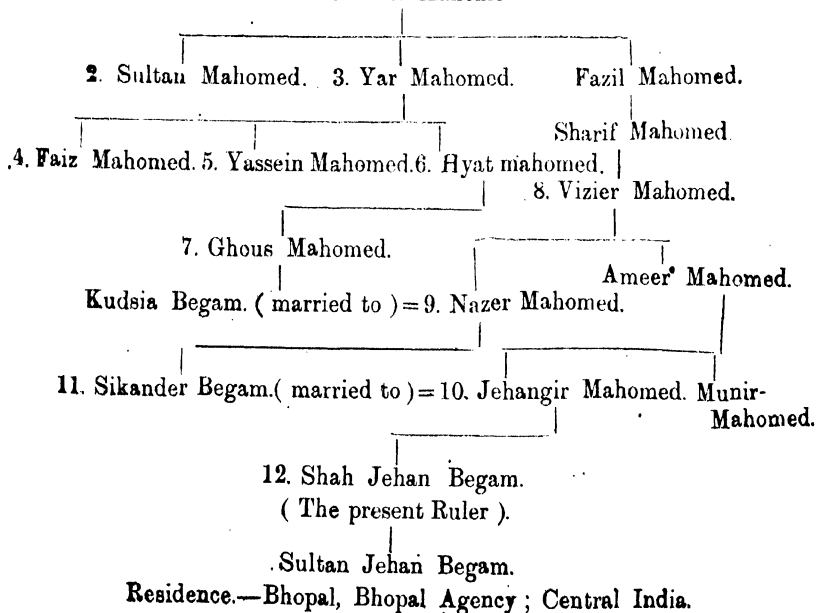 2. Sultan Mahomed. 3. Yar Mahomed. Fazil Mahomed.
Sharif Mahomed
4. Faiz Mahomed. 5. Yassein Mahomed. 6. Hyat mahomed.
8. Vizier Mahomed.
7. Ghous Mahomed.
Ameer Mahomed.
Kudsia Begam. ( married to ) = 9. Nazer Mahomed.
11. Sikander Begam. ( married to ) = 10. Jehangir Mahomed. Munir-
Mahomed.
12. Shah Jehan Begam.
( The present Ruler ).
Sultan Jehan Begam.
Residence.—Bhopal, Bhopal Agency ; Central India.